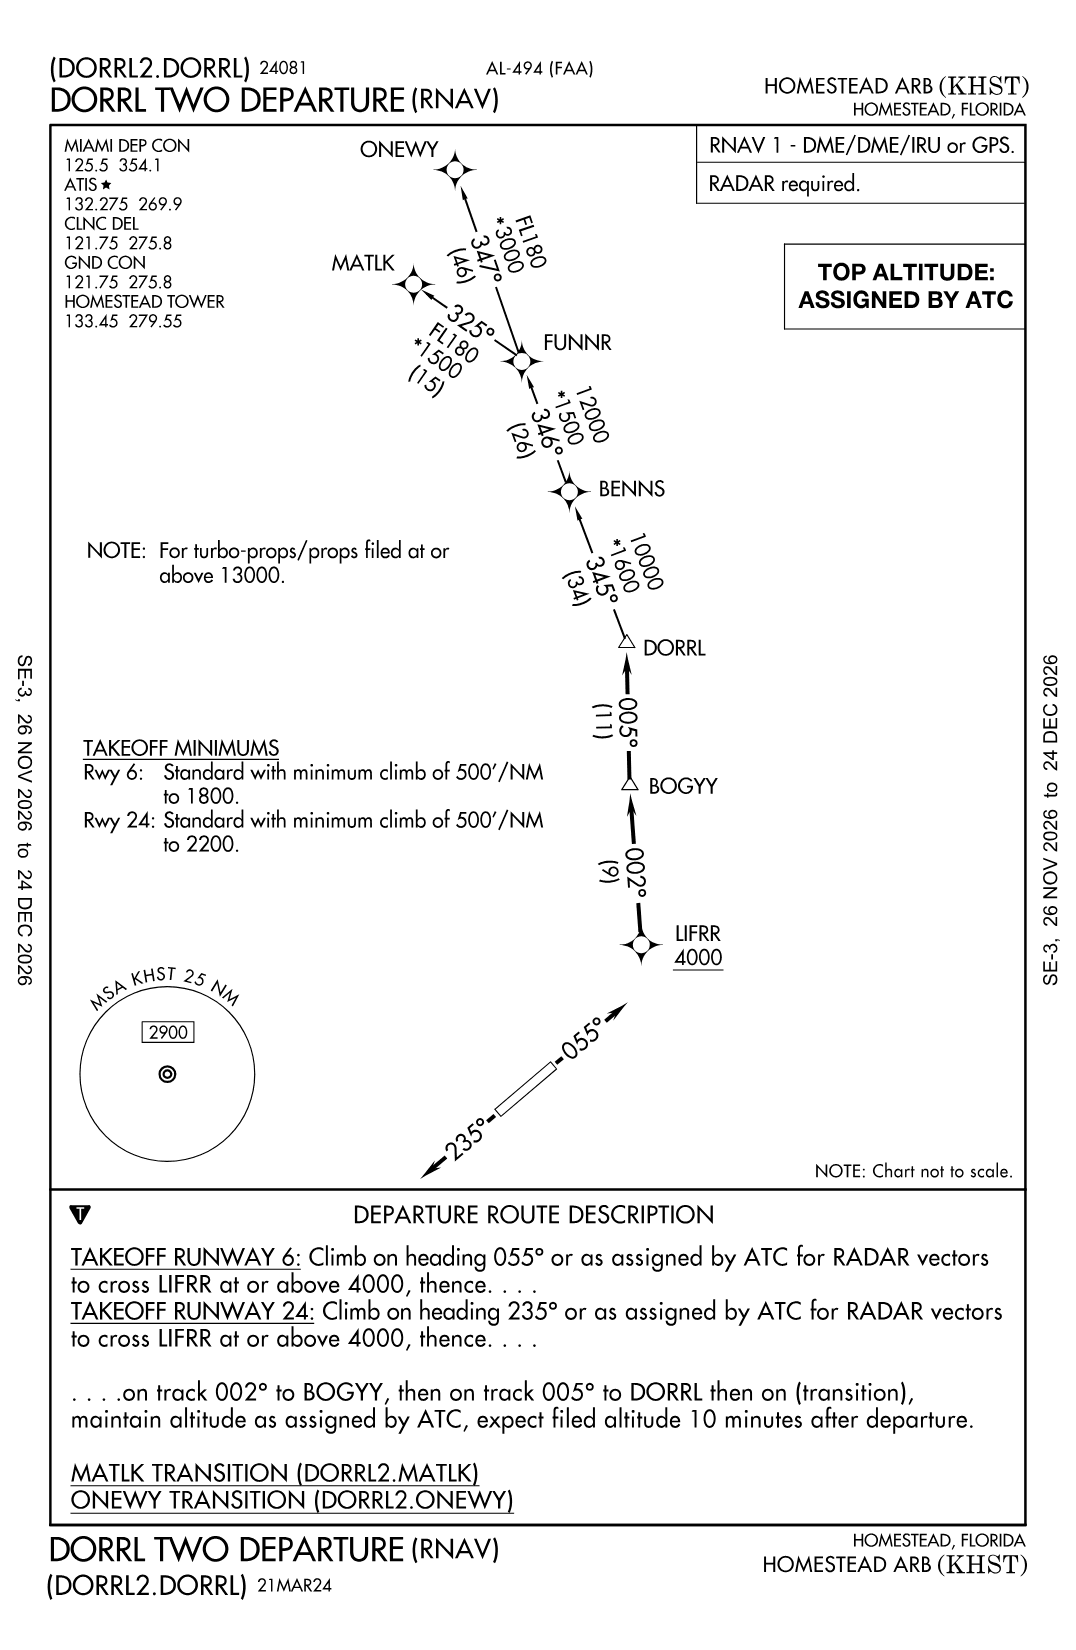 (DORRL2.DORRL) 24081
AL-494 (FAA)
DORRL TWO DEPARTURE (RNAV)
HOMESTEAD ARB (KHST)
HOMESTEAD, FLORIDA
MIAMI DEP CON
125.5 354.1
ATIS ★
132.275 269.9
CLNC DEL
121.75 275.8
GND CON
121.75 275.8
HOMESTEAD TOWER
133.45 279.55
RNAV 1 - DME/DME/IRU or GPS.
RADAR required.
TOP ALTITUDE:
ASSIGNED BY ATC
ONEWY
FL180
*3000
347°
(46)
MATLK
325°
FL180
*1500
(15)
FUNNR
12000
*1500
346°
(26)
BENNS
10000
*1600
345°
(34)
NOTE: For turbo-props/props filed at or
above 13000.
DORRL
005°
(11)
BOGYY
002°
(9)
LIFRR
4000
TAKEOFF MINIMUMS
Rwy 6: Standard with minimum climb of 500'/NM
to 1800.
Rwy 24: Standard with minimum climb of 500'/NM
to 2200.
SE-3, 26 NOV 2026 to 24 DEC 2026
SE-3, 26 NOV 2026 to 24 DEC 2026
MSA KHST 25 NM
2900
055°
235°
NOTE: Chart not to scale.
T
DEPARTURE ROUTE DESCRIPTION
TAKEOFF RUNWAY 6: Climb on heading 055° or as assigned by ATC for RADAR vectors
to cross LIFRR at or above 4000, thence. . . .
TAKEOFF RUNWAY 24: Climb on heading 235° or as assigned by ATC for RADAR vectors
to cross LIFRR at or above 4000, thence. . . .
. . . .on track 002° to BOGYY, then on track 005° to DORRL then on (transition),
maintain altitude as assigned by ATC, expect filed altitude 10 minutes after departure.
MATLK TRANSITION (DORRL2.MATLK)
ONEWY TRANSITION (DORRL2.ONEWY)
DORRL TWO DEPARTURE (RNAV)
(DORRL2.DORRL) 21MAR24
HOMESTEAD, FLORIDA
HOMESTEAD ARB (KHST)